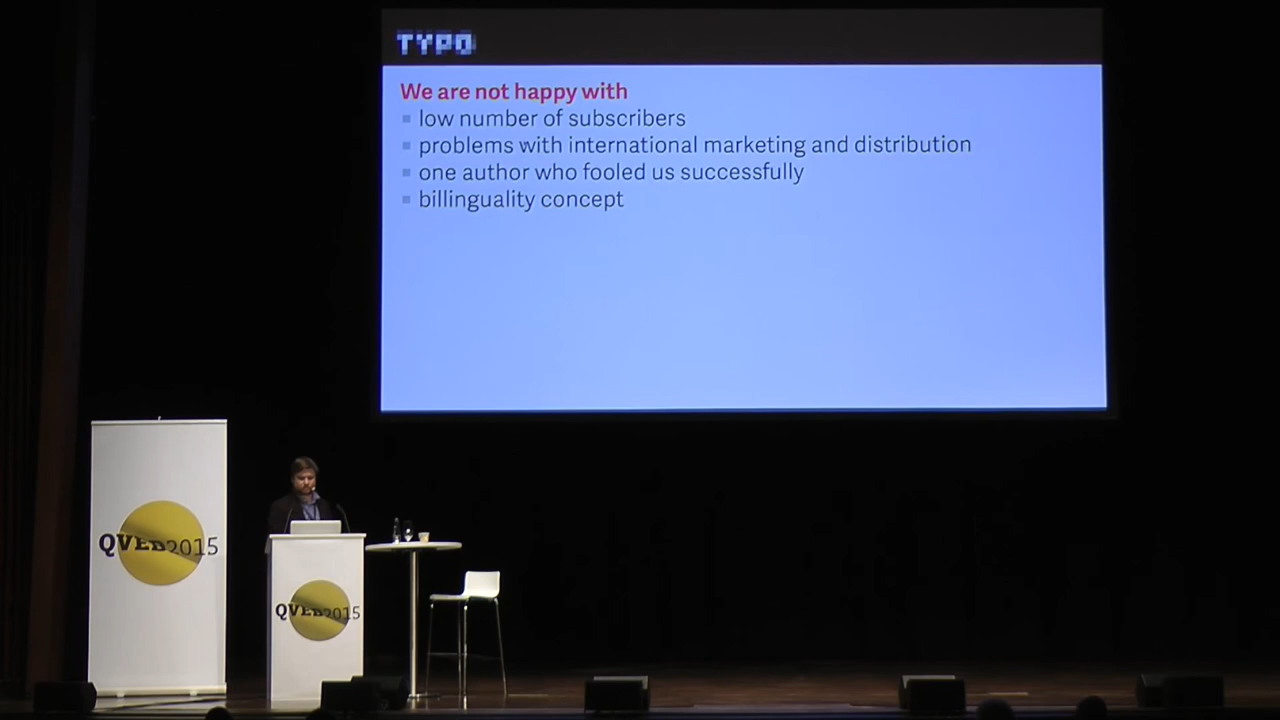 TYPO
We are not happy with
low number of subscribers
problems with international marketing and distribution
one author who fooled us successfully
billinguality concept
QVED2015
QVED2015